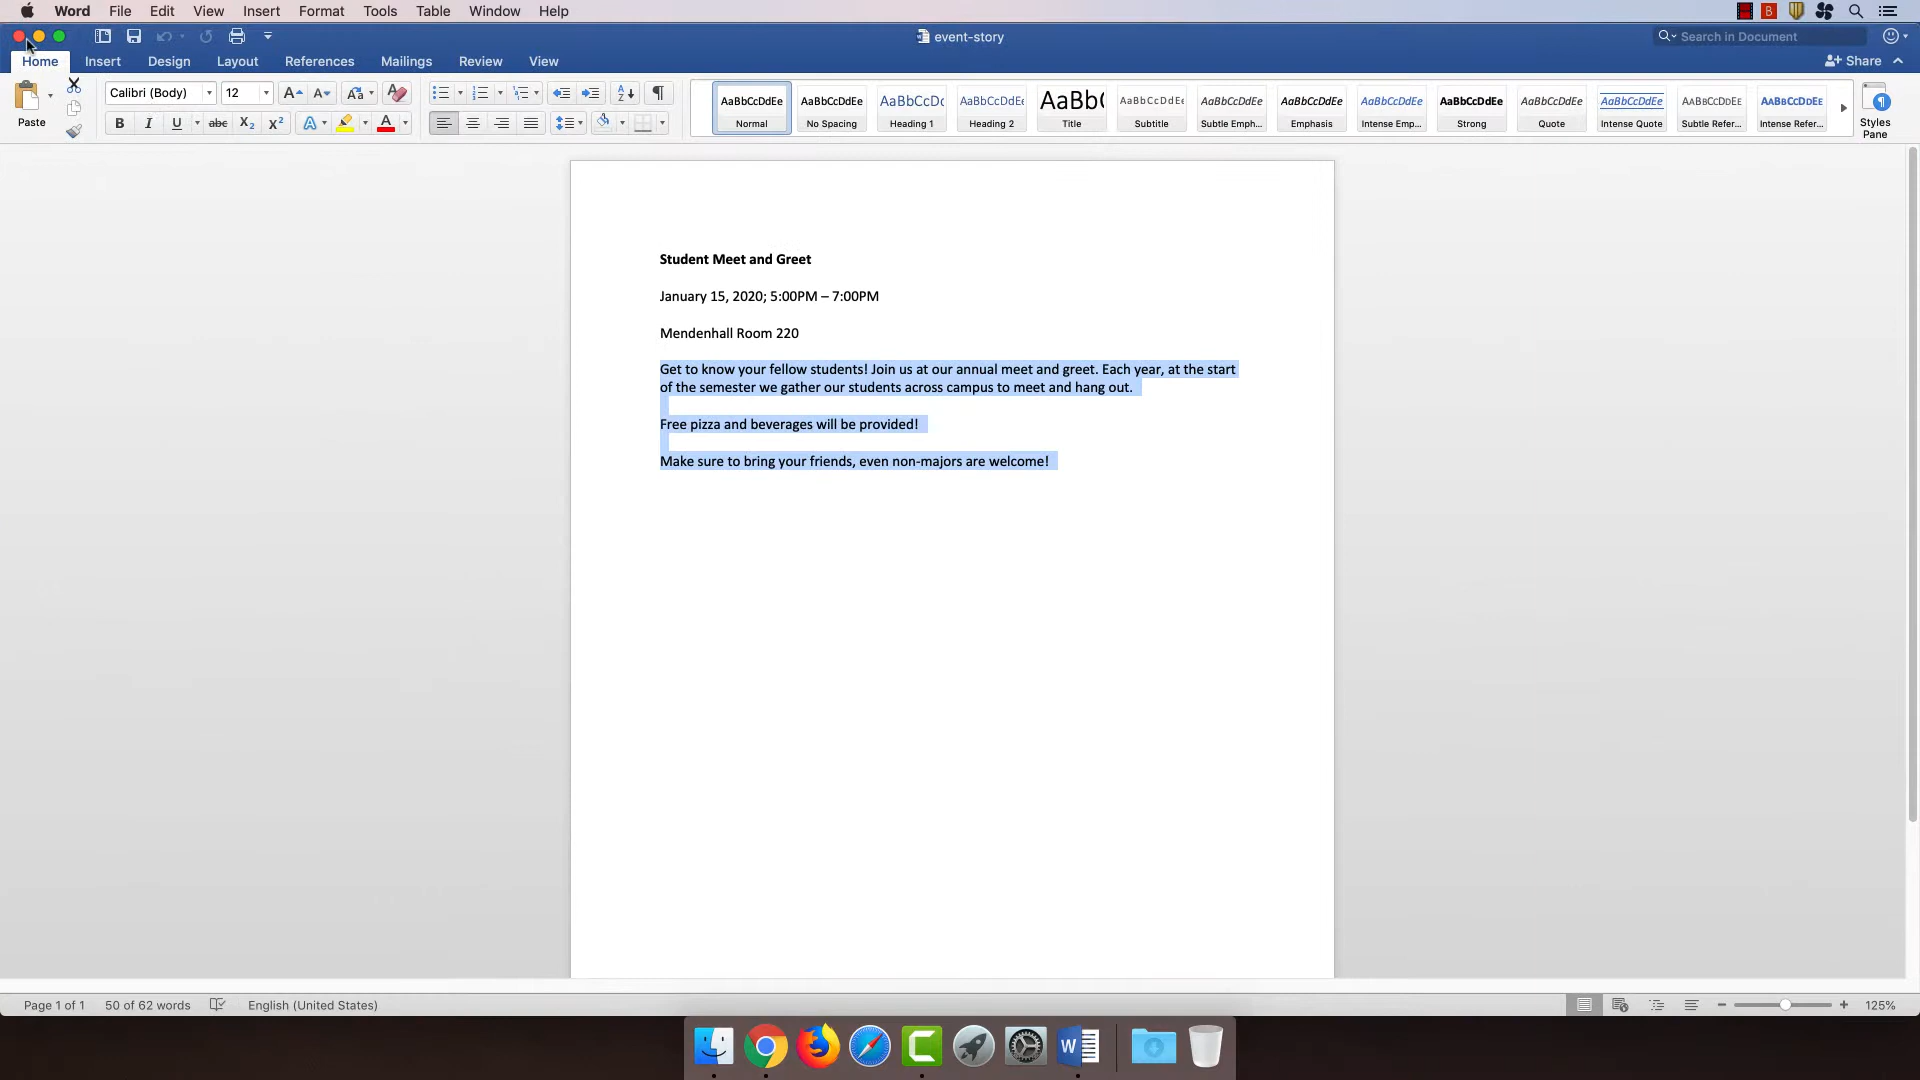 Word File Edit View Insert Format Tools Table Window Help
event-story
Search in Document
Home Insert Design Layout References Mailings Review View
Share
Paste
Calibri (Body) 12
AaBbCcDdEe AaBbCcDdEe AaBbCcDc AaBbCcDdEe AaBb( AaBbCcDdEe AaBbCcDdEe AaBbCcDdEe AaBbCcDdEe AaBbCcDdEe AaBbCcDdEe AaBbCcDdEe AaBbCcDdEe AaBbCcDdEe
Normal No Spacing Heading 1 Heading 2 Title Subtitle Subtle Emph... Emphasis Intense Emp... Strong Quote Intense Quote Subtle Refer... Intense Refer...
Styles
Pane
B I U abc X₂ X² A A
Student Meet and Greet
January 15, 2020; 5:00PM – 7:00PM
Mendenhall Room 220
Get to know your fellow students! Join us at our annual meet and greet. Each year, at the start
of the semester we gather our students across campus to meet and hang out.
Free pizza and beverages will be provided!
Make sure to bring your friends, even non-majors are welcome!
Page 1 of 1 50 of 62 words English (United States) 125%